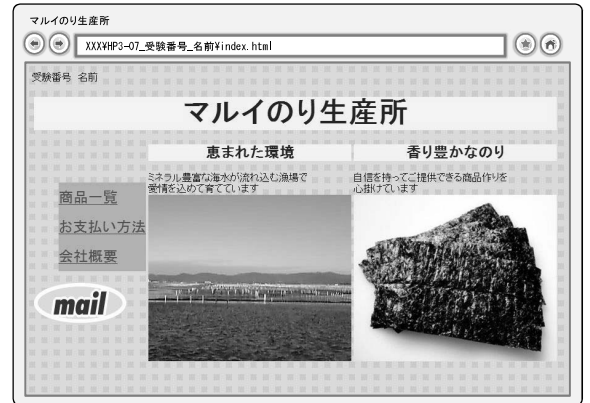 マルイのり生産所
XXX¥HP3-07_受験番号_名前¥index.html
受験番号 名前
マルイのり生産所
恵まれた環境
ミネラル豊富な海水が流れ込む漁場で
愛情を込めて育てています
香り豊かなのり
自信を持ってご提供できる商品作りを
心掛けています
商品一覧
お支払い方法
会社概要
mail